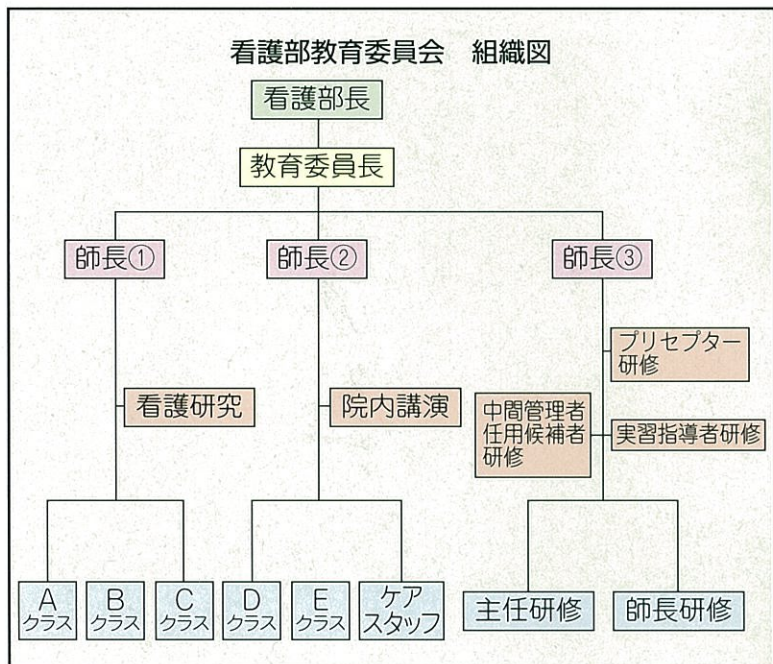 看護部教育委員会　組織図
看護部長
教育委員長
師長①
師長②
師長③
プリセプター
研修
看護研究
院内講演
中間管理者
任用候補者
研修
実習指導者研修
A
クラス
B
クラス
C
クラス
D
クラス
E
クラス
ケア
スタッフ
主任研修
師長研修